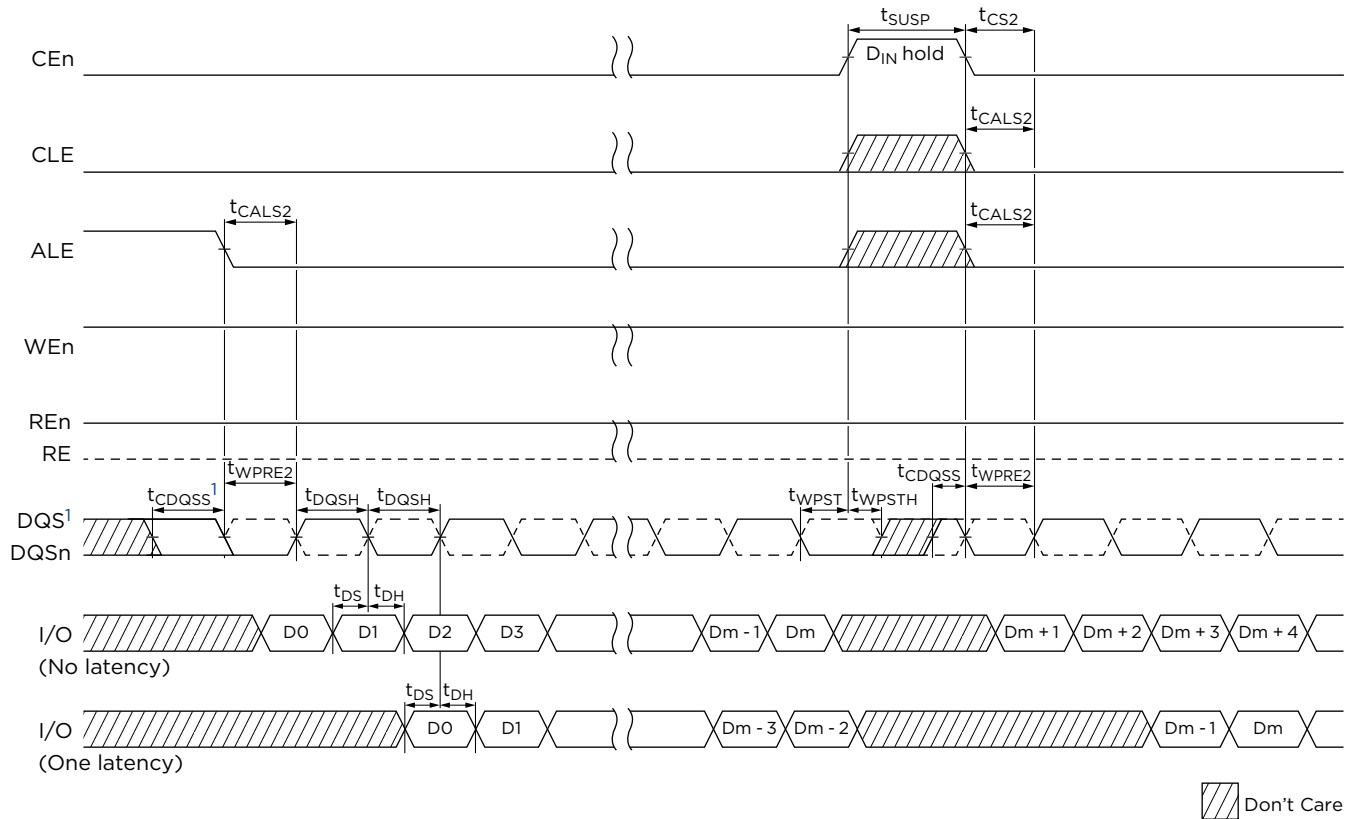 tSUSP tCS2
CEn DIN hold
tCALS2
CLE
tCALS2 tCALS2
ALE
WEn
REn
RE
tCDQSS1 tWPRE2 tDQSH tDQSH tWPST tWPSTH tCDQSS tWPRE2
DQS1
DQSn
tDS tDH
I/O D0 D1 D2 D3 Dm - 1 Dm Dm + 1 Dm + 2 Dm + 3 Dm + 4
(No latency)
tDS tDH
I/O D0 D1 Dm - 3 Dm - 2 Dm - 1 Dm
(One latency)
Don't Care